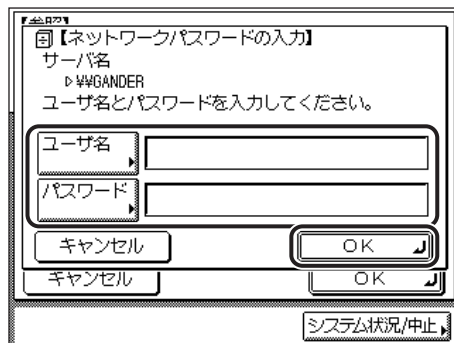 【参照】
【ネットワークパスワードの入力】
サーバ名
▷¥¥GANDER
ユーザ名とパスワードを入力してください。
ユーザ名
パスワード
キャンセル OK
キャンセル OK
システム状況/中止